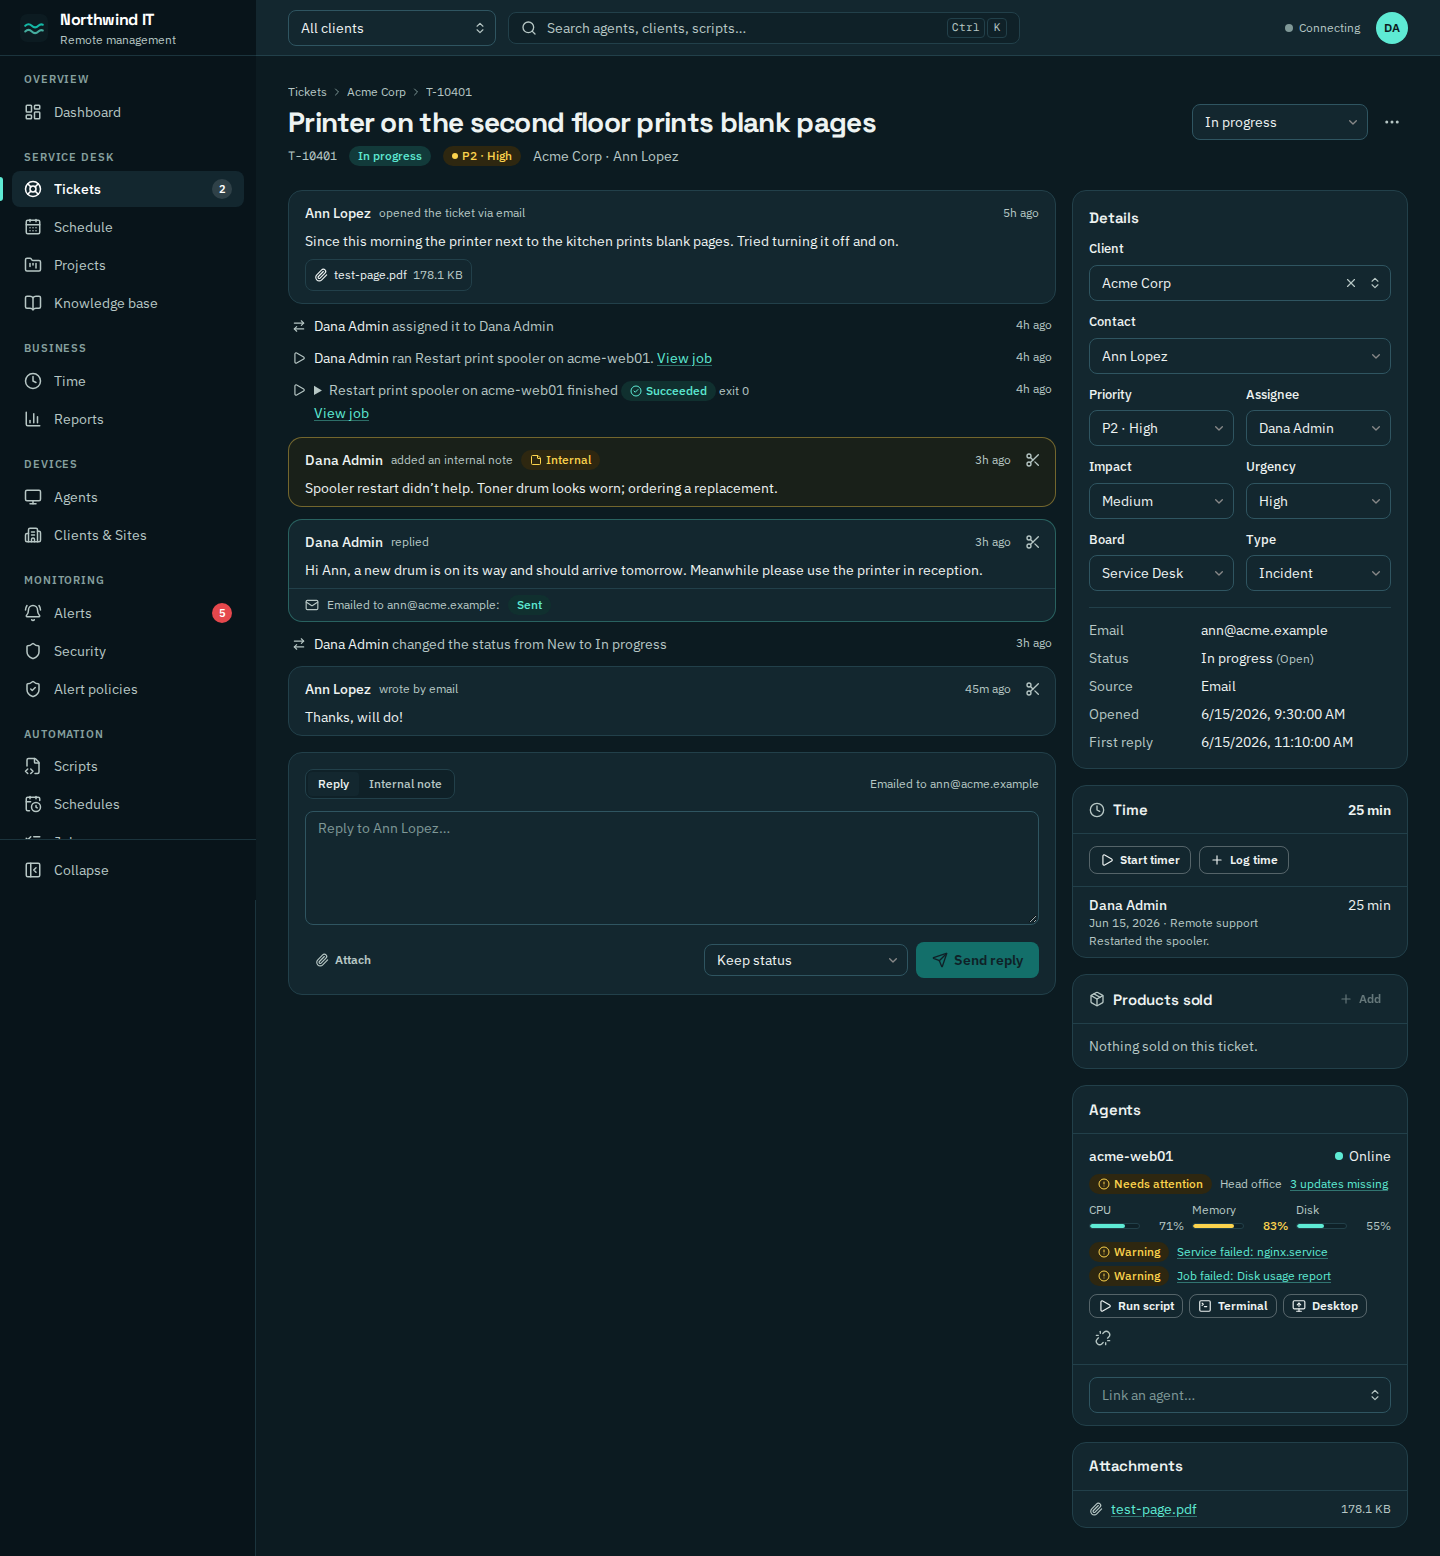 Northwind IT
Remote management
All clients
Search agents, clients, scripts...
Ctrl K
Connecting
DA
OVERVIEW
Dashboard
SERVICE DESK
Tickets 2
Schedule
Projects
Knowledge base
BUSINESS
Time
Reports
DEVICES
Agents
Clients & Sites
MONITORING
Alerts 5
Security
Alert policies
AUTOMATION
Scripts
Schedules
Collapse
Tickets > Acme Corp > T-10401
Printer on the second floor prints blank pages
In progress
T-10401 In progress P2 · High Acme Corp · Ann Lopez
Ann Lopez opened the ticket via email 5h ago
Since this morning the printer next to the kitchen prints blank pages. Tried turning it off and on.
test-page.pdf 178.1 KB
Dana Admin assigned it to Dana Admin 4h ago
Dana Admin ran Restart print spooler on acme-web01. View job 4h ago
Restart print spooler on acme-web01 finished Succeeded exit 0 4h ago
View job
Dana Admin added an internal note Internal 3h ago
Spooler restart didn't help. Toner drum looks worn; ordering a replacement.
Dana Admin replied 3h ago
Hi Ann, a new drum is on its way and should arrive tomorrow. Meanwhile please use the printer in reception.
Emailed to ann@acme.example: Sent
Dana Admin changed the status from New to In progress 3h ago
Ann Lopez wrote by email 45m ago
Thanks, will do!
Reply Internal note Emailed to ann@acme.example
Reply to Ann Lopez...
Attach Keep status Send reply
Details
Client
Acme Corp
Contact
Ann Lopez
Priority Assignee
P2 · High Dana Admin
Impact Urgency
Medium High
Board Type
Service Desk Incident
Email ann@acme.example
Status In progress (Open)
Source Email
Opened 6/15/2026, 9:30:00 AM
First reply 6/15/2026, 11:10:00 AM
Time 25 min
Start timer Log time
Dana Admin 25 min
Jun 15, 2026 · Remote support
Restarted the spooler.
Products sold Add
Nothing sold on this ticket.
Agents
acme-web01 Online
Needs attention Head office 3 updates missing
CPU Memory Disk
71% 83% 55%
Warning Service failed: nginx.service
Warning Job failed: Disk usage report
Run script Terminal Desktop
Link an agent...
Attachments
test-page.pdf 178.1 KB